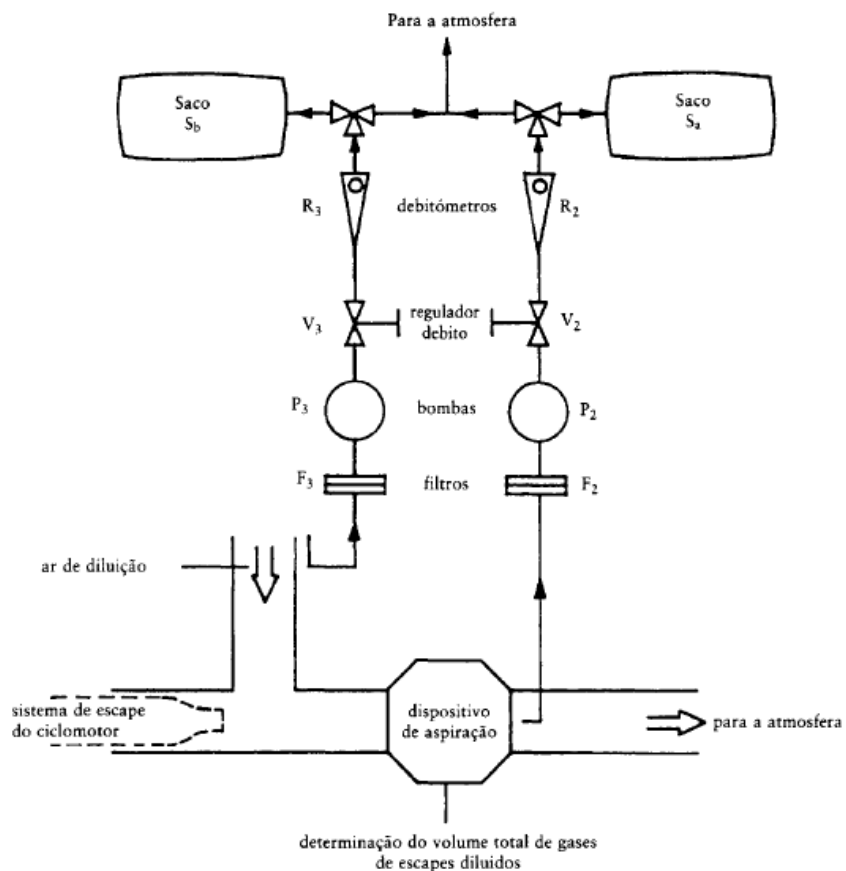 Para a atmosfera
Saco
Sb
Saco
Sa
R3
debitómetros
R2
V3
regulador
debito
V2
P3
bombas
P2
F3
filtros
F2
ar de diluição
sistema de escape
do ciclomotor
dispositivo
de aspiração
para a atmosfera
determinação do volume total de gases
de escapes diluidos